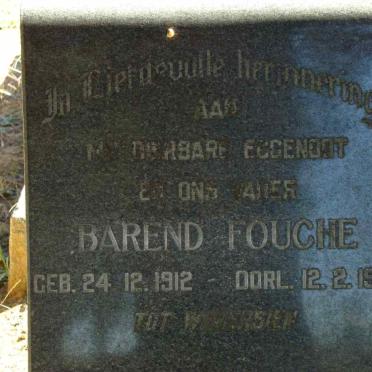 In Liefdevolle herinnering
AAN
MY DIERBARE EGGENOOT
EN ONS VADER
BAREND FOUCHE
GEB. 24.12.1912 - OORL. 12.2.19
TOT WEDERSIEN